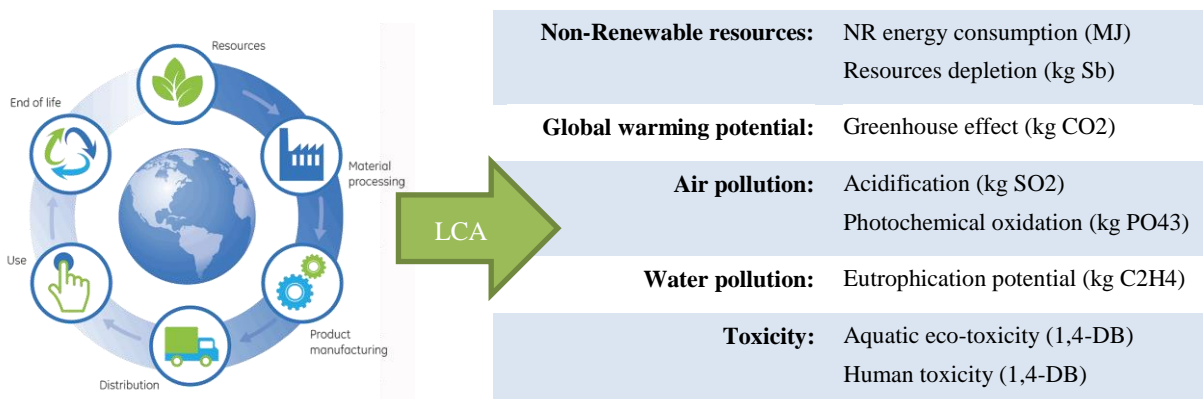 Resources
End of life
Material
processing
Use
Product
manufacturing
Distribution
LCA
Non-Renewable resources: NR energy consumption (MJ)
Resources depletion (kg Sb)
Global warming potential: Greenhouse effect (kg CO2)
Air pollution: Acidification (kg SO2)
Photochemical oxidation (kg PO43)
Water pollution: Eutrophication potential (kg C2H4)
Toxicity: Aquatic eco-toxicity (1,4-DB)
Human toxicity (1,4-DB)